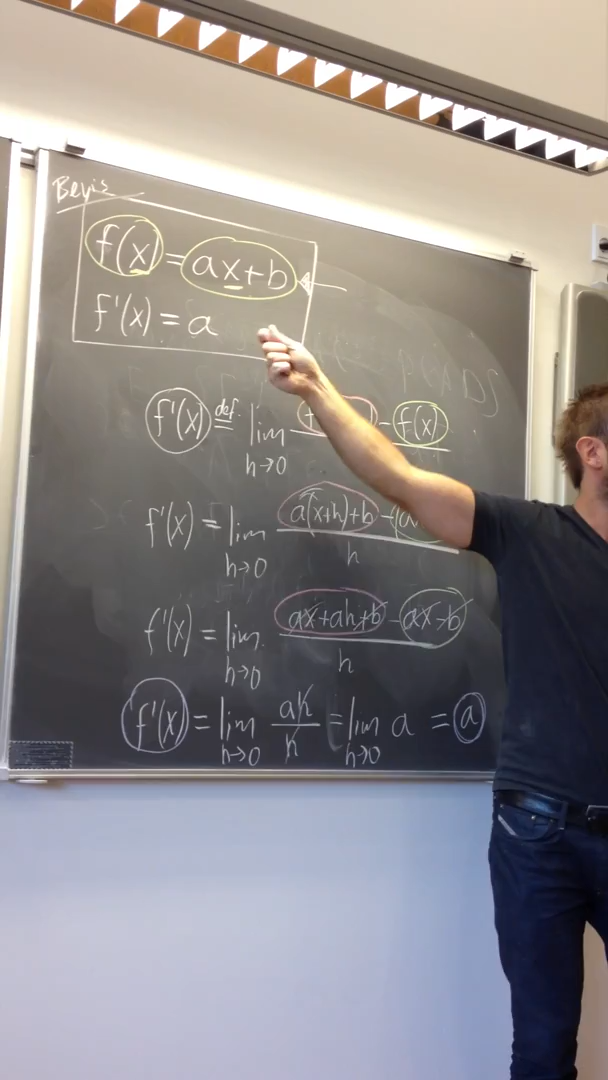 Bevis
f(x) = ax+b
f'(x) = a
f'(x) def. = lim h→0 - f(x)
f'(x) = lim h→0 a(x+h)+b - (a / h
f'(x) = lim h→0 ax+ah+b - ax-b / h
f'(x) = lim h→0 ah/h = lim h→0 a = a